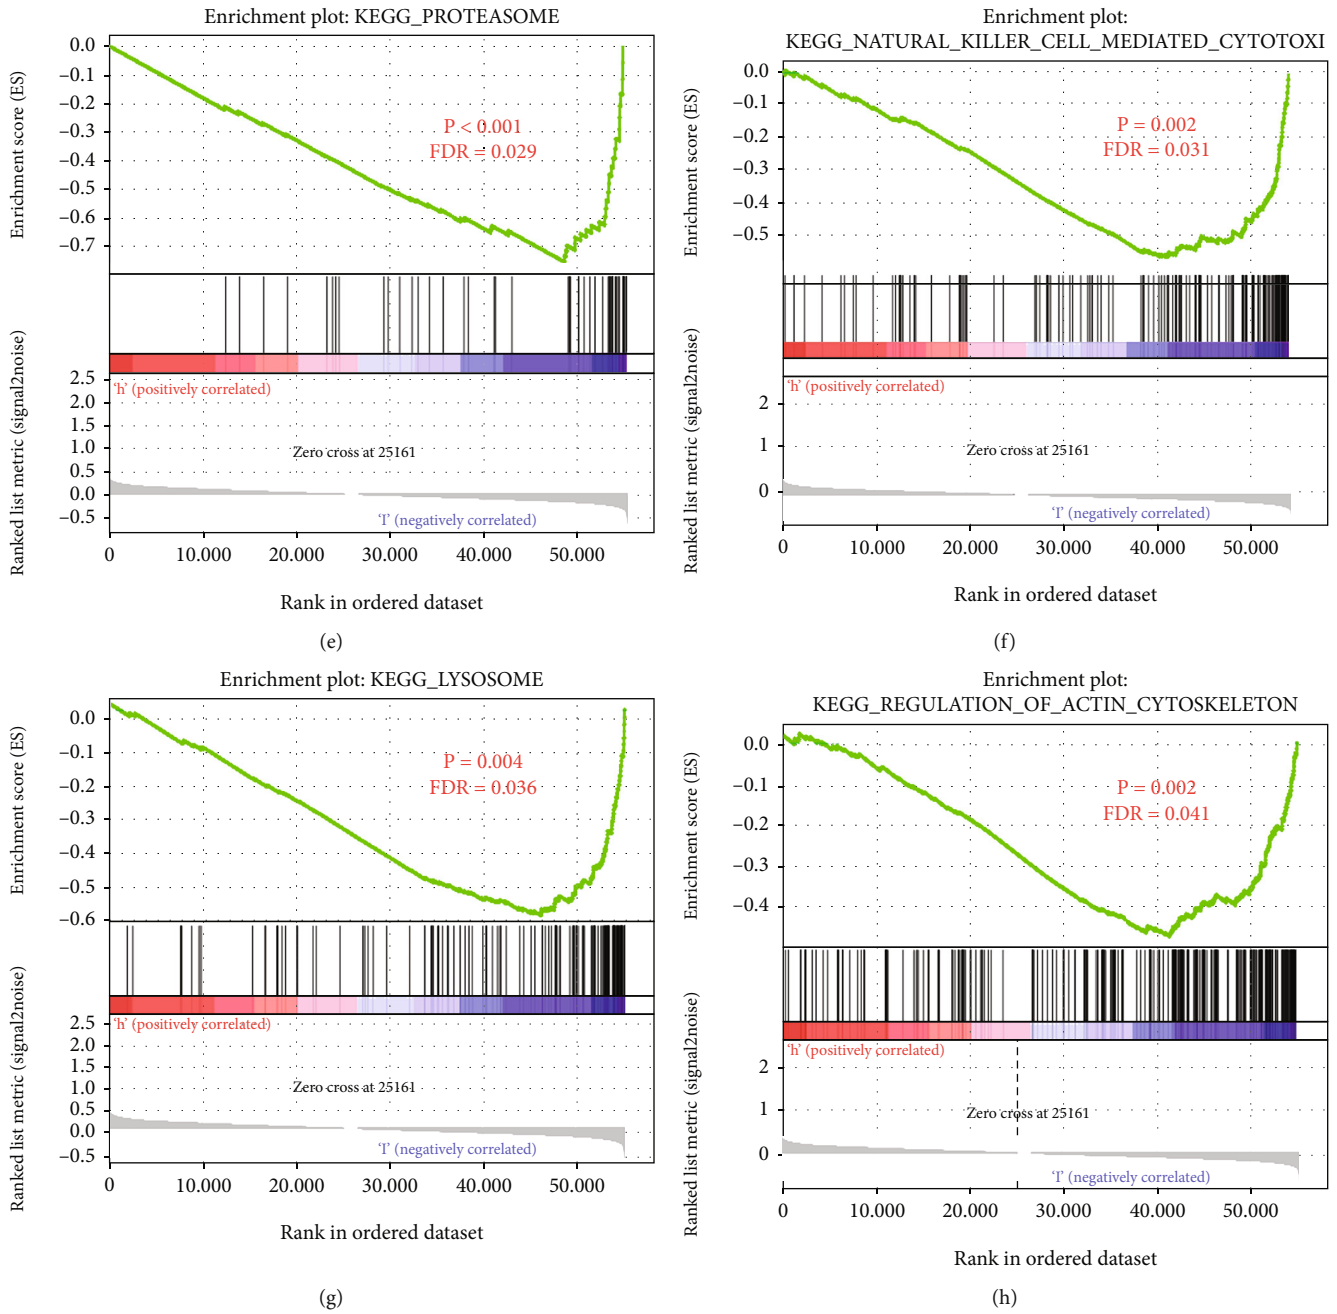 Enrichment plot: KEGG_PROTEASOME
Enrichment score (ES)
0.0
–0.1
–0.2
–0.3
–0.4
–0.5
–0.6
–0.7
P < 0.001
FDR = 0.029
Ranked list metric (signal2noise)
2.5
2.0
1.5
1.0
0.5
0.0
–0.5
‘h’ (positively correlated)
Zero cross at 25161
‘l’ (negatively correlated)
0 10.000 20.000 30.000 40.000 50.000
Rank in ordered dataset
(e)
Enrichment plot:
KEGG_NATURAL_KILLER_CELL_MEDIATED_CYTOTOXI
Enrichment score (ES)
0.0
–0.1
–0.2
–0.3
–0.4
–0.5
P = 0.002
FDR = 0.031
Ranked list metric (signal2noise)
2
1
0
‘h’ (positively correlated)
Zero cross at 25161
‘l’ (negatively correlated)
0 10.000 20.000 30.000 40.000 50.000
Rank in ordered dataset
(f)
Enrichment plot: KEGG_LYSOSOME
Enrichment score (ES)
0.0
–0.1
–0.2
–0.3
–0.4
–0.5
–0.6
P = 0.004
FDR = 0.036
Ranked list metric (signal2noise)
2.5
2.0
1.5
1.0
0.5
0.0
–0.5
‘h’ (positively correlated)
Zero cross at 25161
‘l’ (negatively correlated)
0 10.000 20.000 30.000 40.000 50.000
Rank in ordered dataset
(g)
Enrichment plot:
KEGG_REGULATION_OF_ACTIN_CYTOSKELETON
Enrichment score (ES)
0.0
–0.1
–0.2
–0.3
–0.4
P = 0.002
FDR = 0.041
Ranked list metric (signal2noise)
2
1
0
‘h’ (positively correlated)
Zero cross at 25161
‘l’ (negatively correlated)
0 10.000 20.000 30.000 40.000 50.000
Rank in ordered dataset
(h)